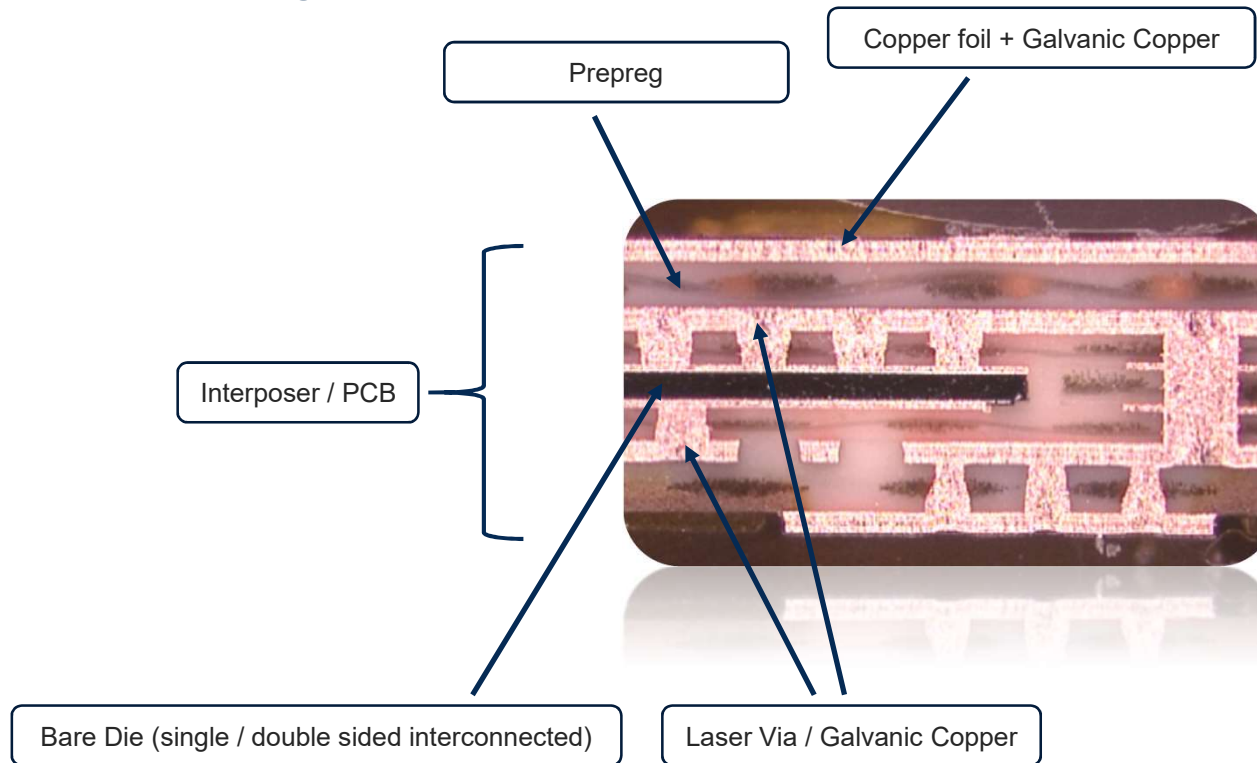 Copper foil + Galvanic Copper
Prepreg
Interposer / PCB
Bare Die (single / double sided interconnected)
Laser Via / Galvanic Copper